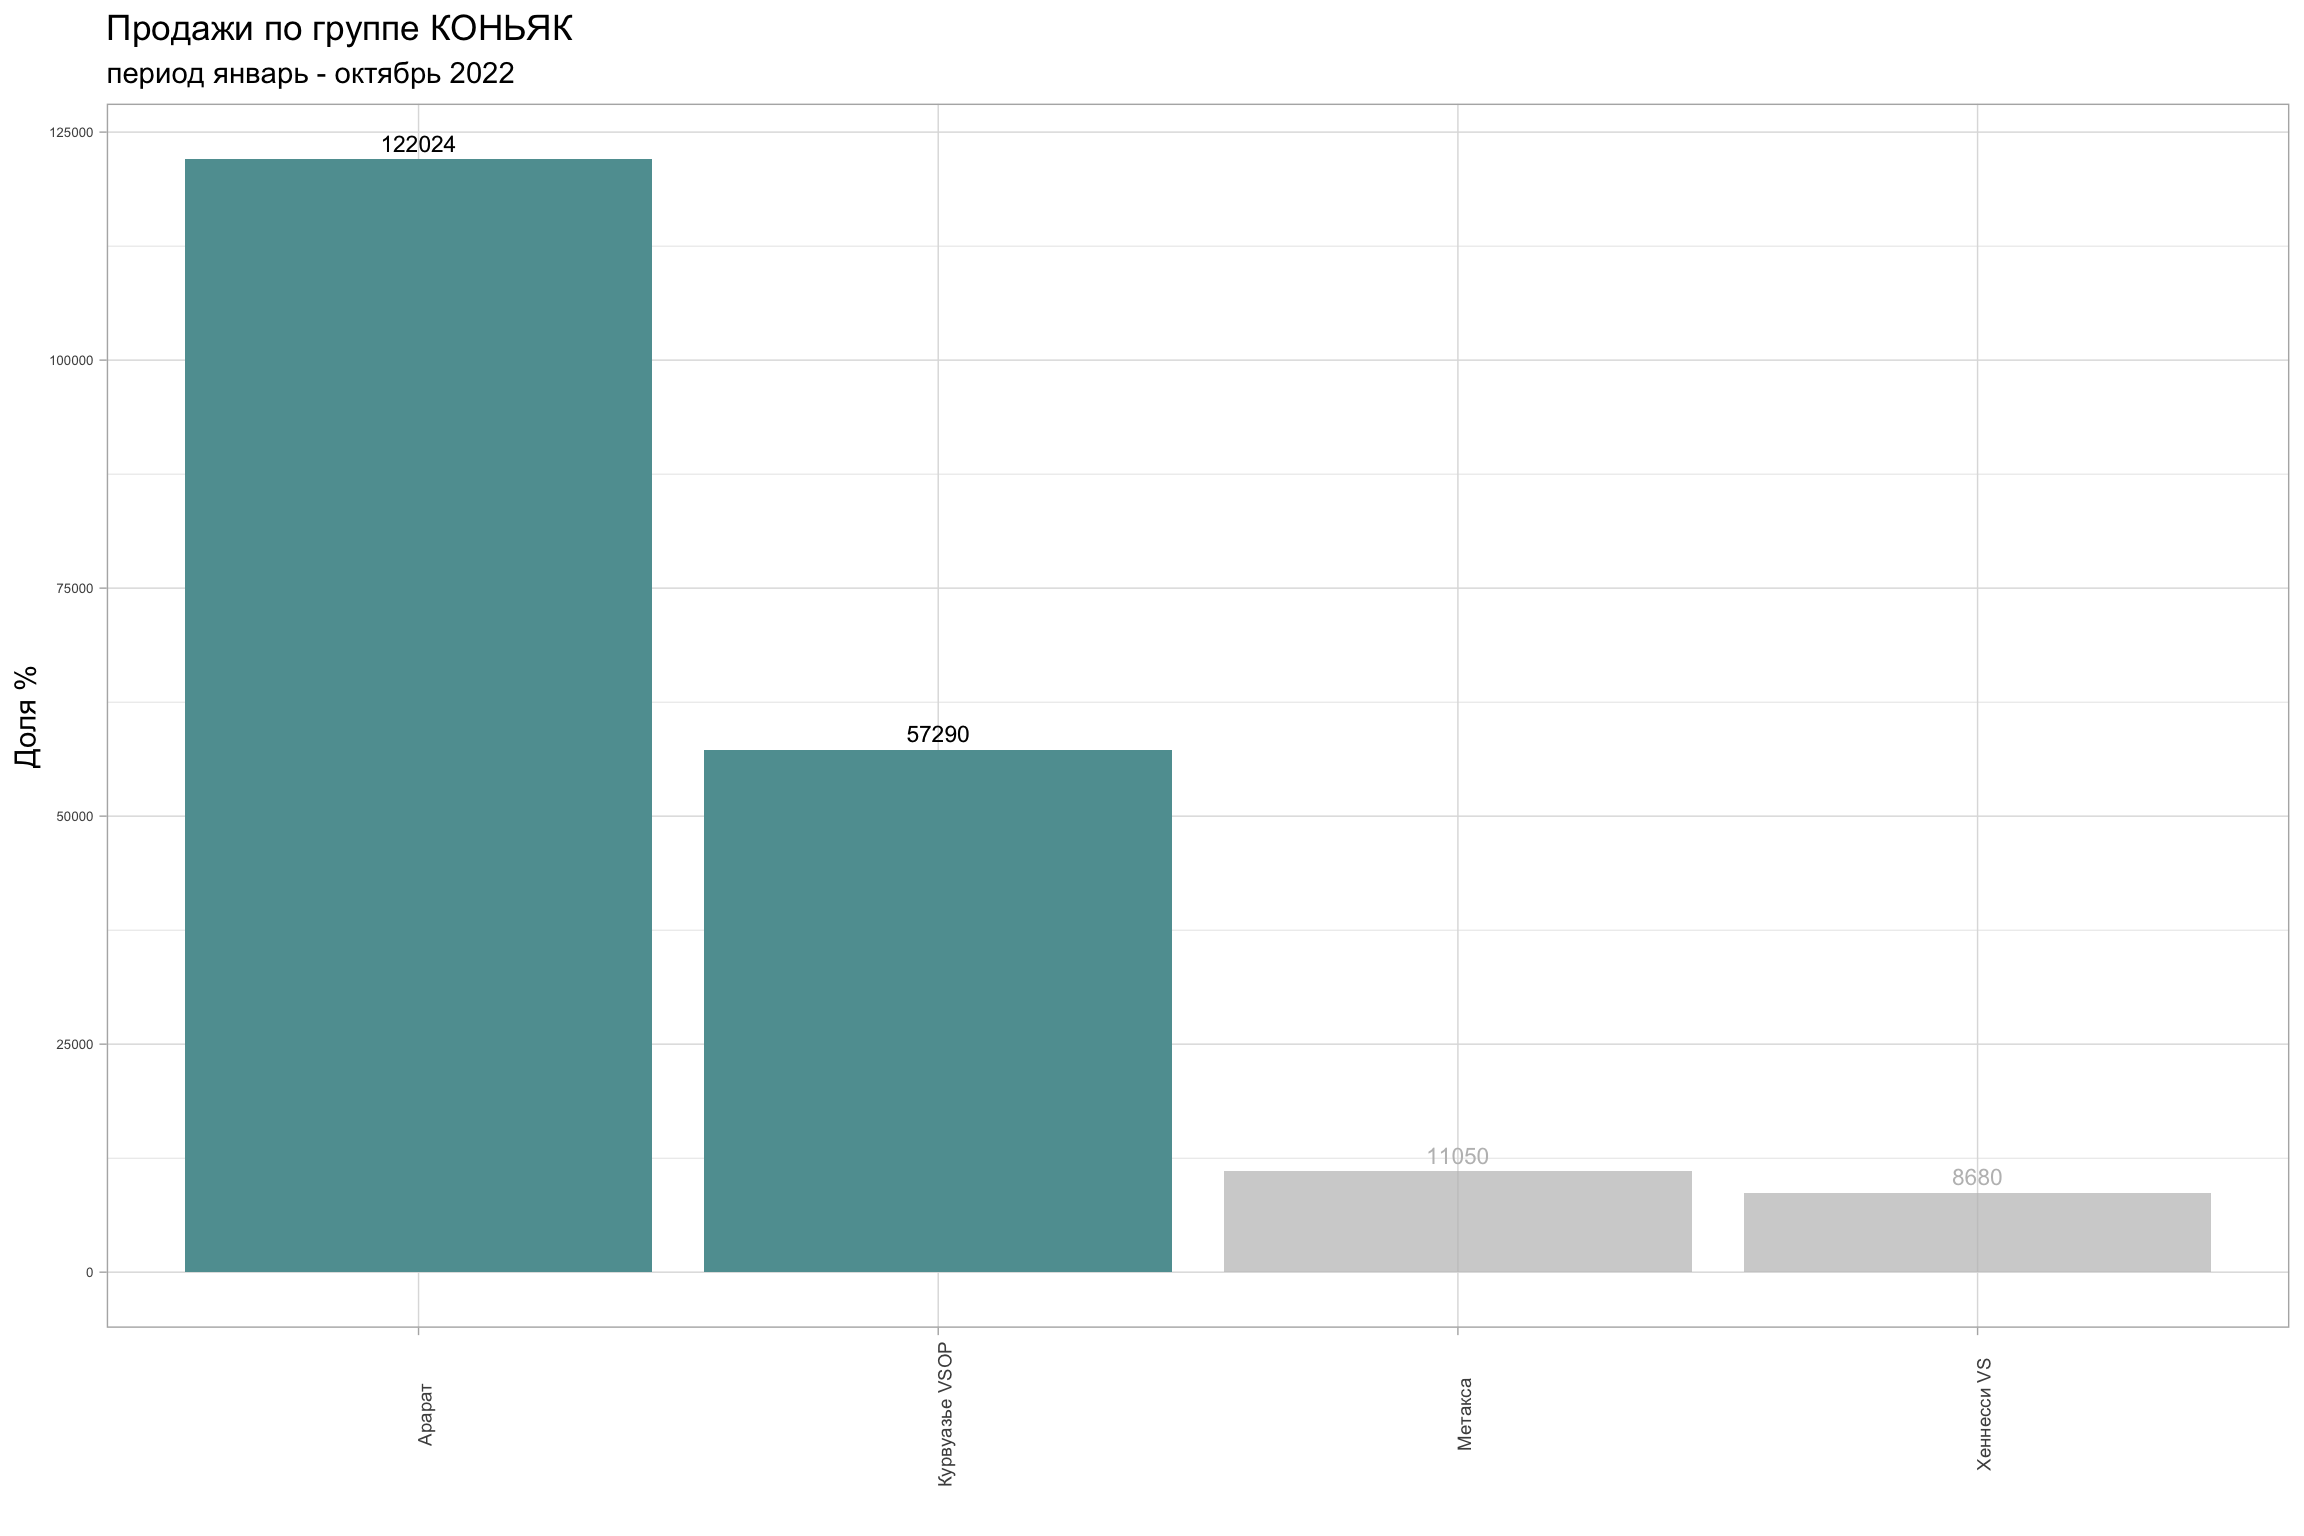 Продажи по группе КОНЬЯК
период январь - октябрь 2022
Доля %
125000
100000
75000
50000
25000
0
122024
57290
11050
8680
Арарат
Курвуазье VSOP
Метакса
Хеннесси VS